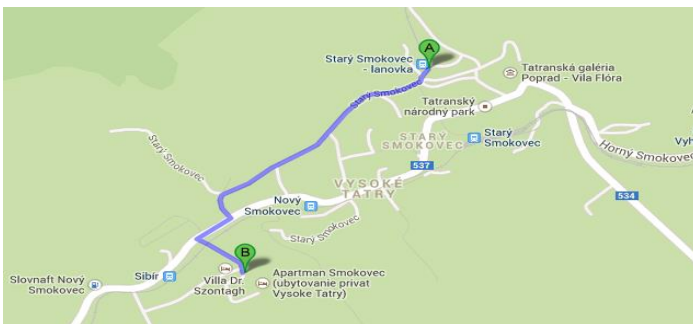 A
Starý Smokovec
- lanovka
Starý Smokovec
Tatranská galéria
Poprad - Vila Flóra
Tatranský
národný park
STARÝ
SMOKOVEC
Starý
Smokovec
Vyh
Horný Smokovec
537
534
Starý Smokovec
VYSOKÉ
TATRY
Nový
Smokovec
Starý Smokovec
B
Sibír
Slovnaft Nový
Smokovec
Villa Dr.
Szontagh
Apartman Smokovec
(ubytovanie privat
Vysoke Tatry)